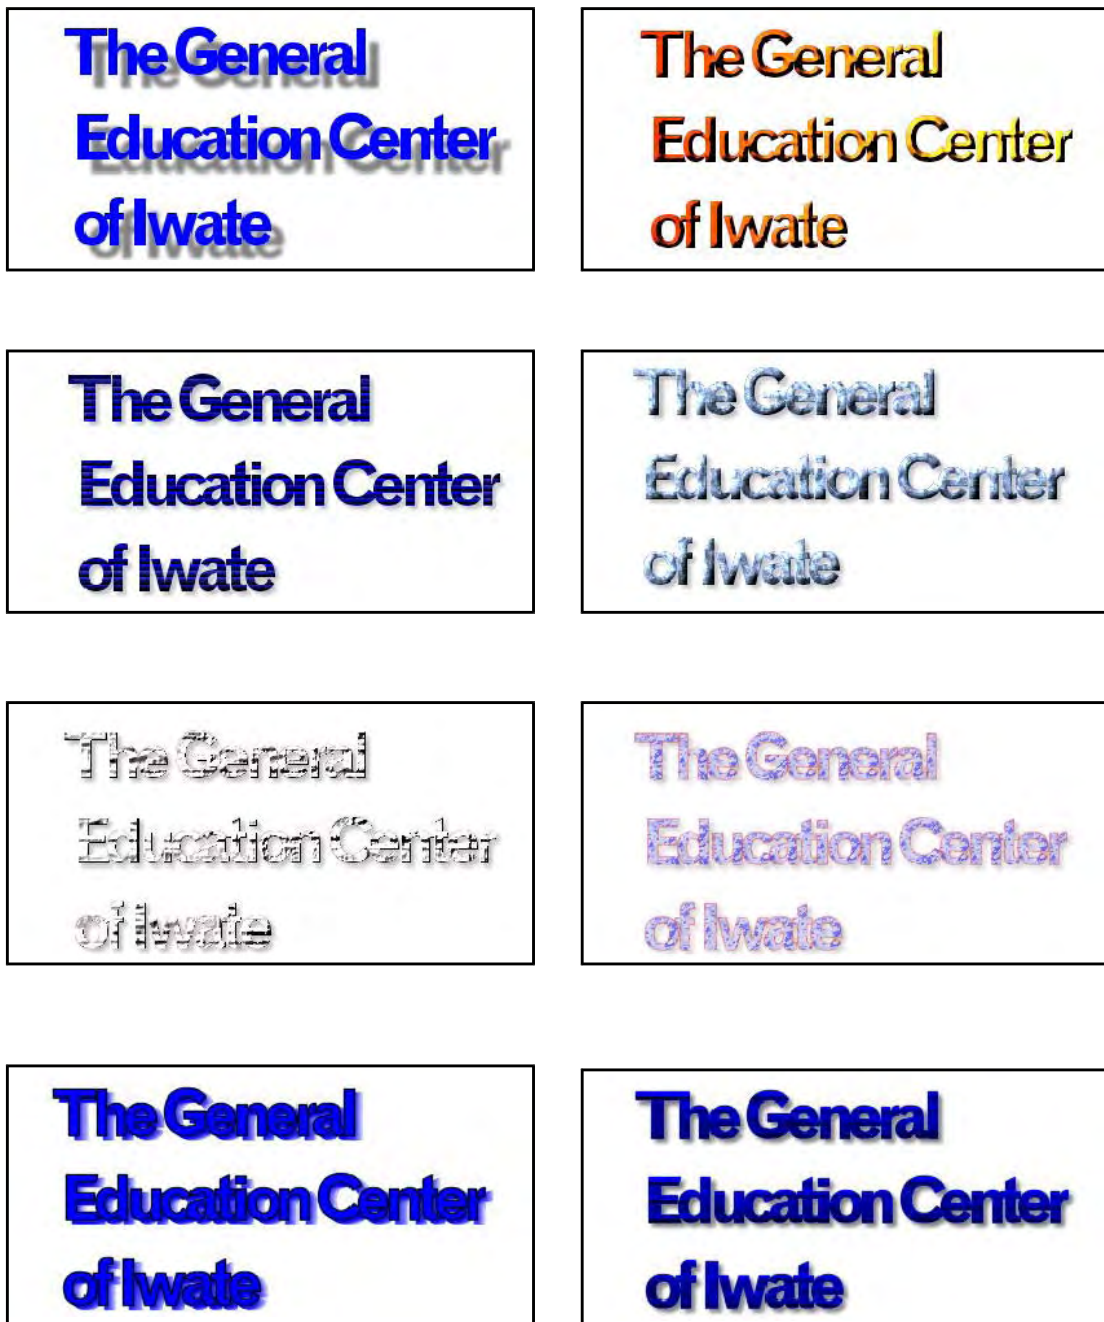 The General
Education Center
of Iwate
The General
Education Center
of Iwate
The General
Education Center
of Iwate
The General
Education Center
of Iwate
The General
Education Center
of Iwate
The General
Education Center
of Iwate
The General
Education Center
of Iwate
The General
Education Center
of Iwate